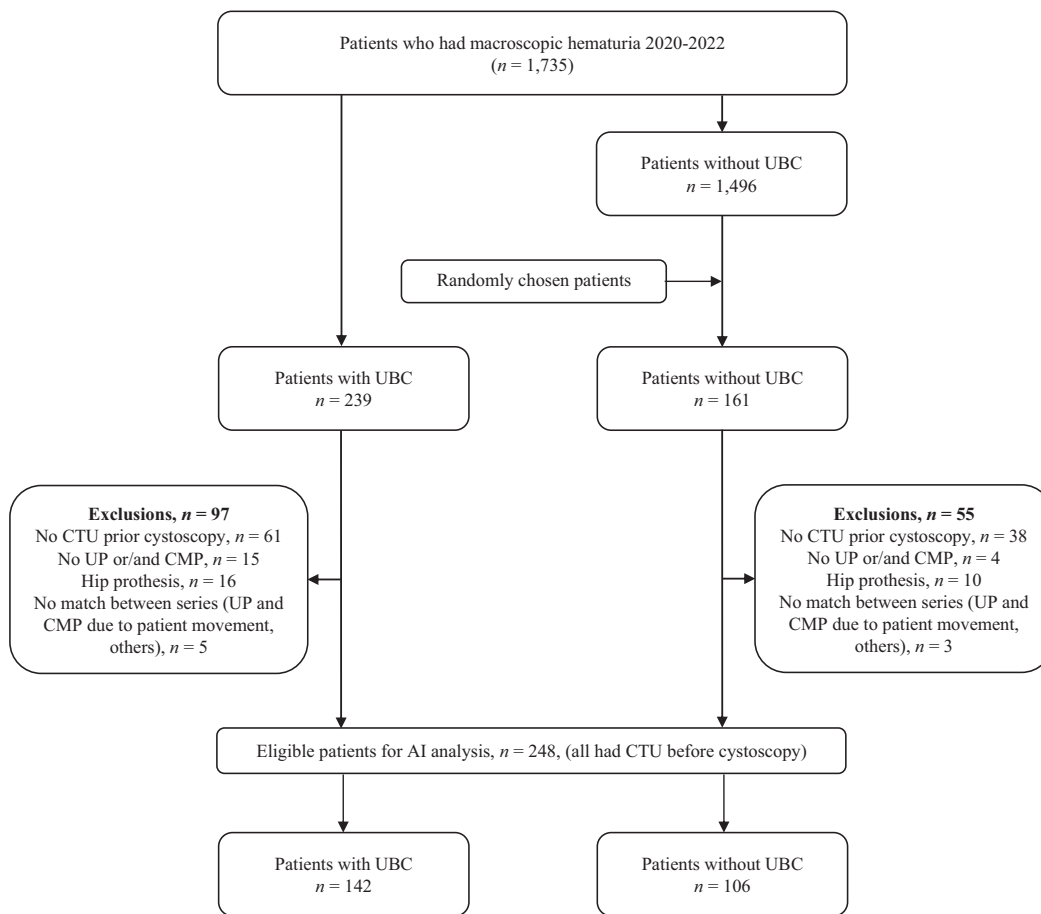 Patients who had macroscopic hematuria 2020-2022
(n = 1,735)
Patients without UBC
n = 1,496
Randomly chosen patients
Patients with UBC
n = 239
Patients without UBC
n = 161
Exclusions, n = 97
No CTU prior cystoscopy, n = 61
No UP or/and CMP, n = 15
Hip prothesis, n = 16
No match between series (UP and
CMP due to patient movement,
others), n = 5
Exclusions, n = 55
No CTU prior cystoscopy, n = 38
No UP or/and CMP, n = 4
Hip prothesis, n = 10
No match between series (UP and
CMP due to patient movement,
others), n = 3
Eligible patients for AI analysis, n = 248, (all had CTU before cystoscopy)
Patients with UBC
n = 142
Patients without UBC
n = 106